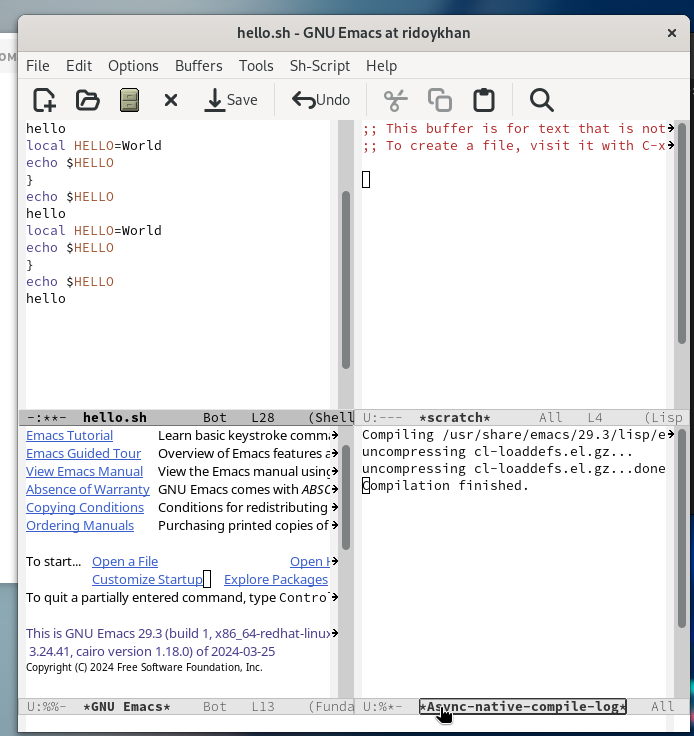 OM
hello.sh - GNU Emacs at ridoykhan
File Edit Options Buffers Tools Sh-Script Help
Save Undo
hello
local HELLO=World
echo $HELLO
}
echo $HELLO
hello
local HELLO=World
echo $HELLO
}
echo $HELLO
hello
-:**- hello.sh Bot L28 (Shell
;; This buffer is for text that is not
;; To create a file, visit it with C-x
U:--- *scratch* All L4 (Lisp
Emacs Tutorial Learn basic keystroke comm
Emacs Guided Tour Overview of Emacs features
View Emacs Manual View the Emacs manual using
Absence of Warranty GNU Emacs comes with ABSO
Copying Conditions Conditions for redistributing
Ordering Manuals Purchasing printed copies of
To start... Open a File Open
Customize Startup Explore Packages
To quit a partially entered command, type Contro
This is GNU Emacs 29.3 (build 1, x86_64-redhat-linux
3.24.41, cairo version 1.18.0) of 2024-03-25
Copyright (C) 2024 Free Software Foundation, Inc.
U:%%- *GNU Emacs* Bot L13 (Funda
Compiling /usr/share/emacs/29.3/lisp/e
uncompressing cl-loaddefs.el.gz...
uncompressing cl-loaddefs.el.gz...done
Compilation finished.
U:%*- *Async-native-compile-log* All